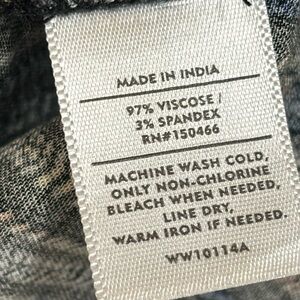 MADE IN INDIA
97% VISCOSE /
3% SPANDEX
RN#150466
MACHINE WASH COLD,
ONLY NON-CHLORINE
BLEACH WHEN NEEDED,
LINE DRY,
WARM IRON IF NEEDED.
WW10114A